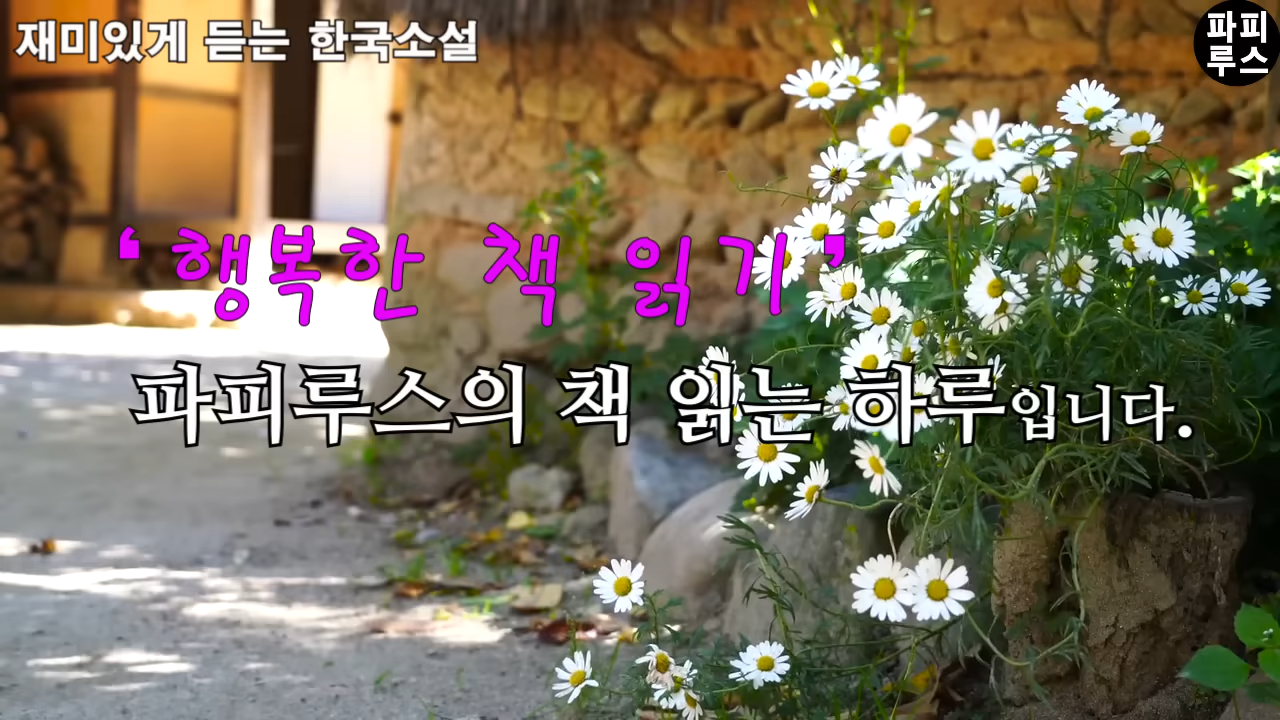 재미있게 듣는 한국소설
파피
루스
‘행복한 책 읽기’
파피루스의 책 읽는 하루입니다.